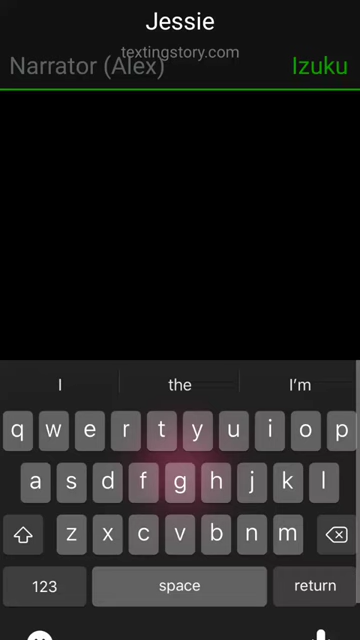 Jessie
textingstory.com
Narrator (Alex) Izuku
I the I'm
q w e r t y u i o p
a s d f g h j k l
z x c v b n m
123 space return